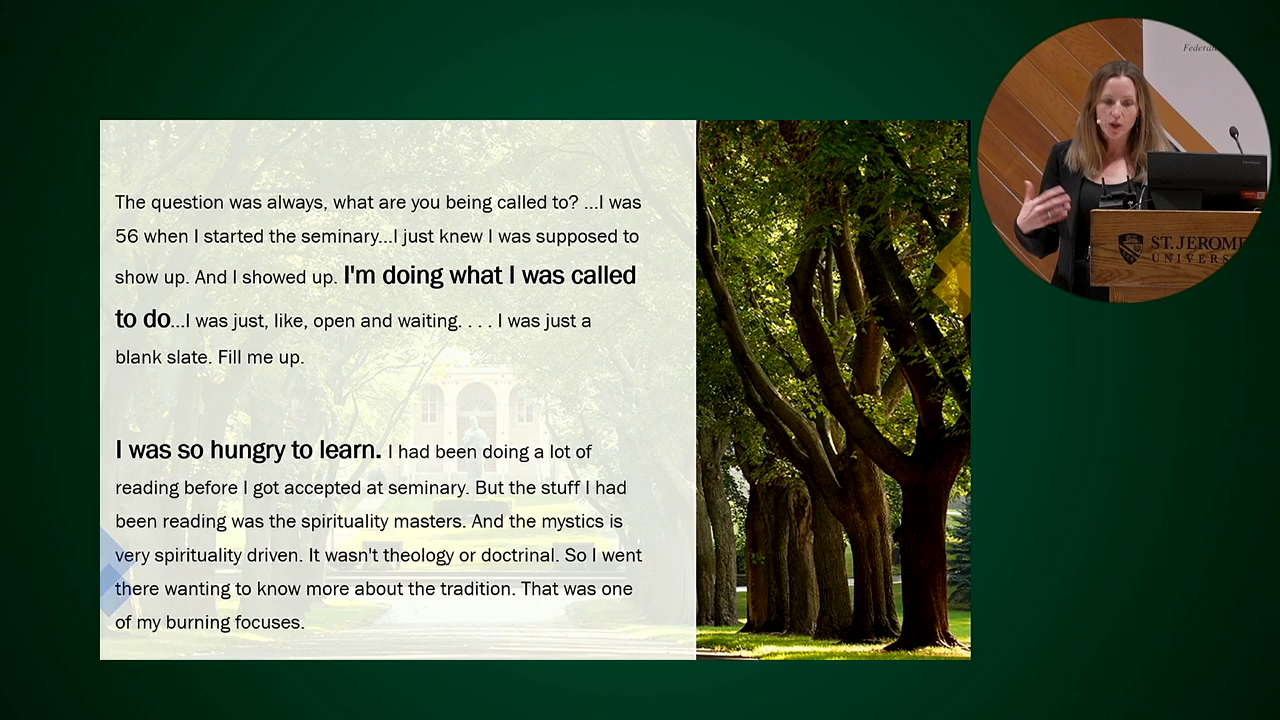 The question was always, what are you being called to? ...I was
56 when I started the seminary...I just knew I was supposed to
show up. And I showed up. I'm doing what I was called
to do...I was just, like, open and waiting. . . . I was just a
blank slate. Fill me up.
I was so hungry to learn. I had been doing a lot of
reading before I got accepted at seminary. But the stuff I had
been reading was the spirituality masters. And the mystics is
very spirituality driven. It wasn't theology or doctrinal. So I went
there wanting to know more about the tradition. That was one
of my burning focuses.
ST. JEROME